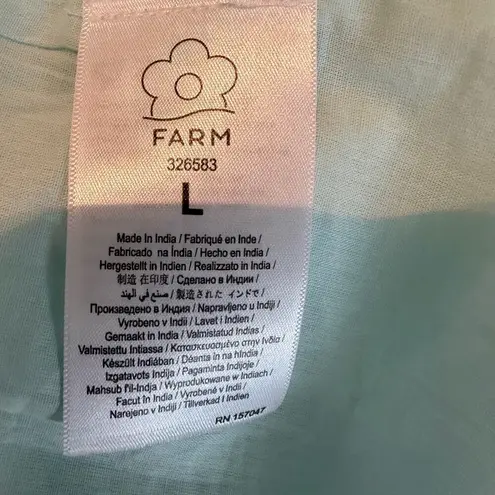 FARM
326583
L
Made In India / Fabriqué en Inde /
Fabricado na Índia / Hecho en India /
Hergestellt in Indien / Realizzato in India /
制造 在印度 / Сделано в Индии /
صنع في الهند / 製造された インドで /
Произведено в Индия / Napravljeno u Indiji /
Vyrobeno v Indii / Lavet i Indien /
Gemaakt in India / Valmistatud Indias /
Valmistettu Intiassa / Κατασκευασμένο στην Ινδία /
Készült Indiában / Déanta in na hIndia /
Izgatavots Indija / Pagaminta Indijoje /
Mahsub fl'il-Indja / Wyprodukowane w Indiach /
Facut în India / Vyrobené v Indii /
Narejeno v Indiji / Tillverkad I Indien
RN 157047